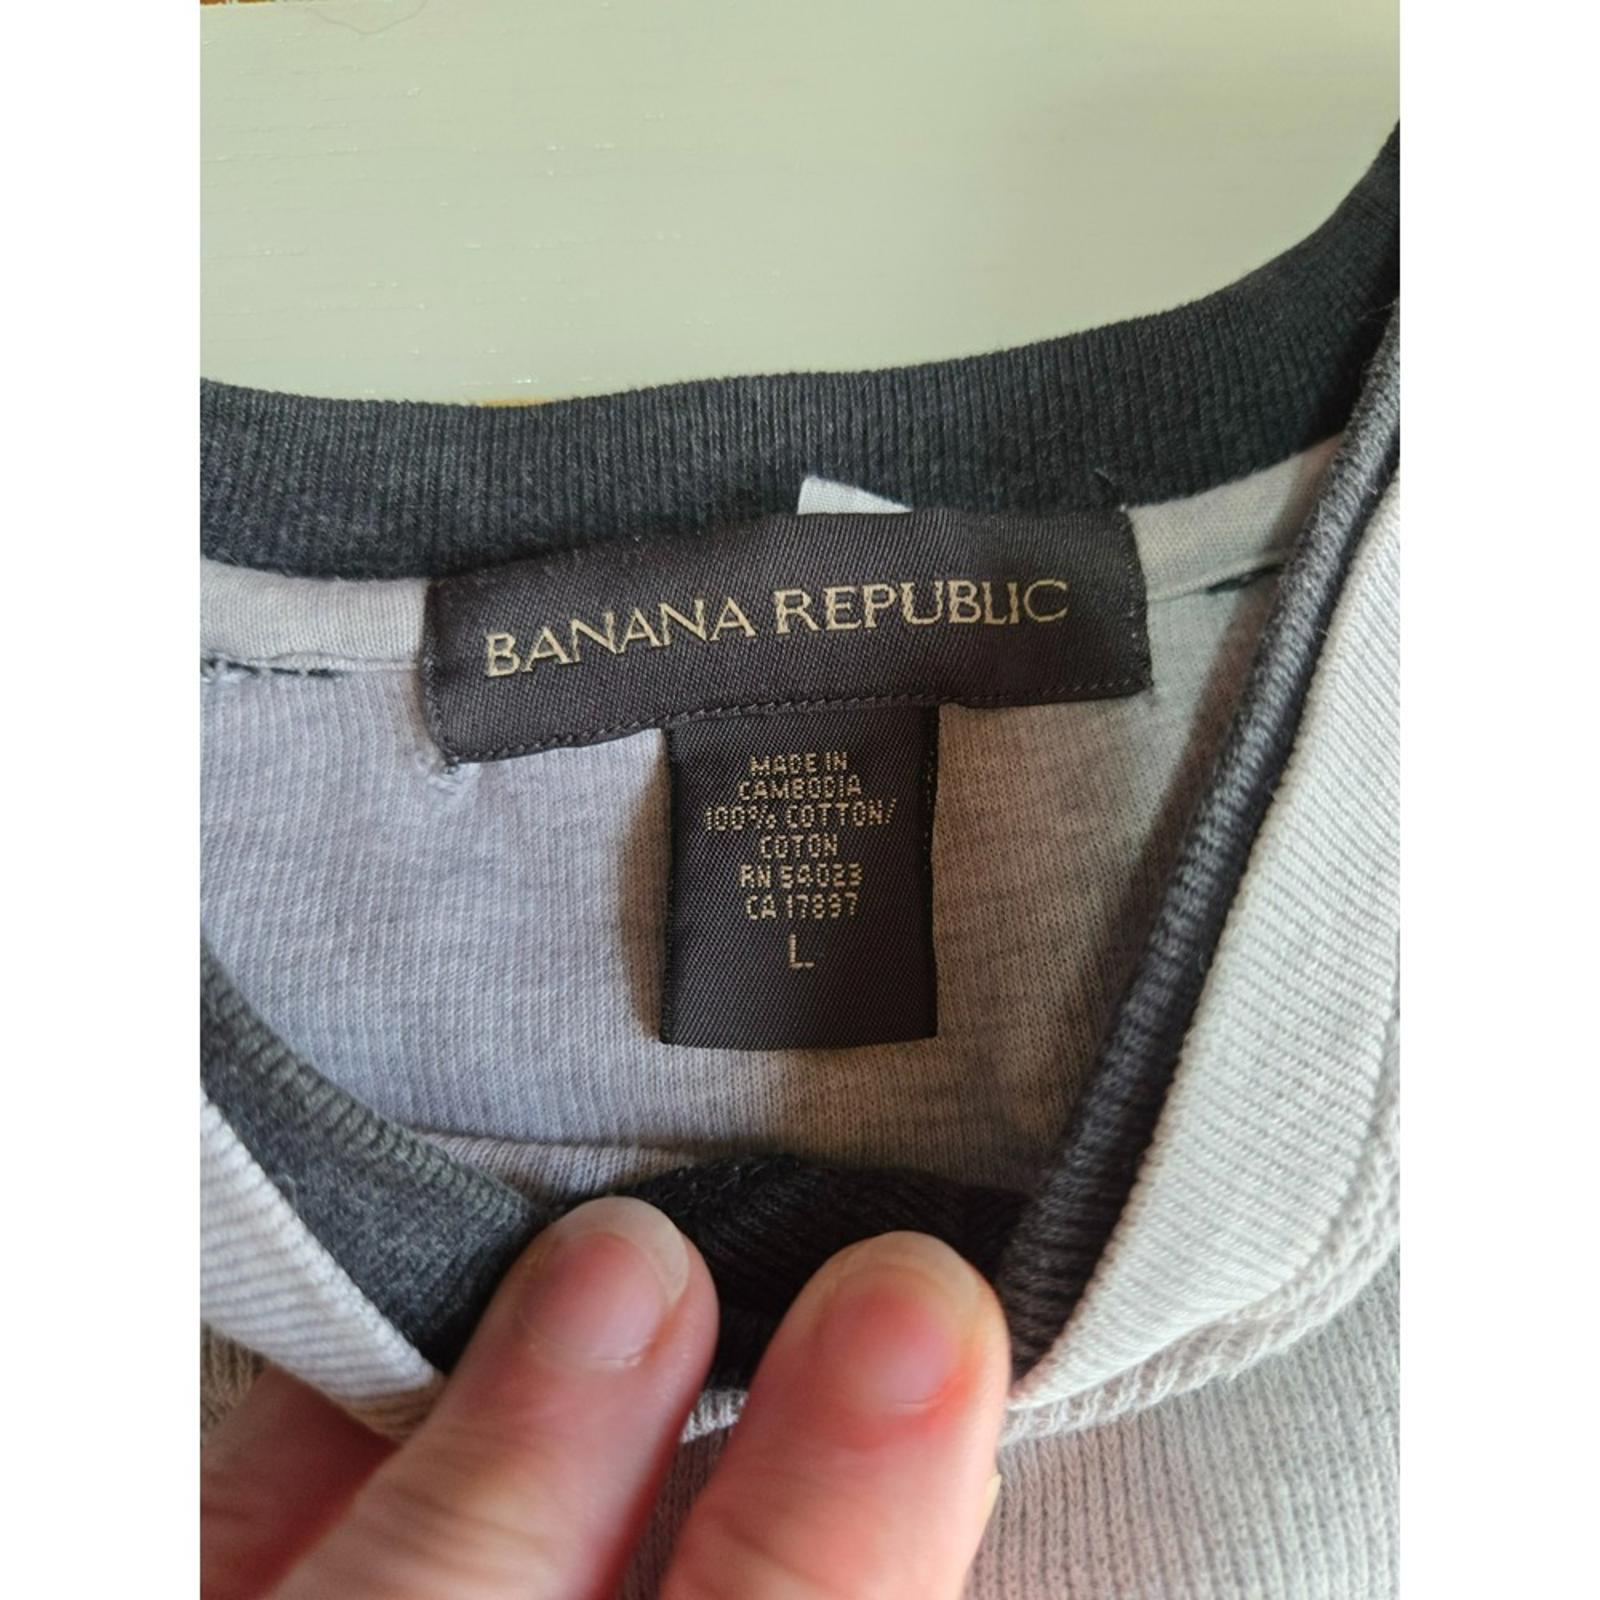 BANANA REPUBLIC
MADE IN
CAMBODIA
100% COTTON/
COTON
RN 54023
CA 17897
L